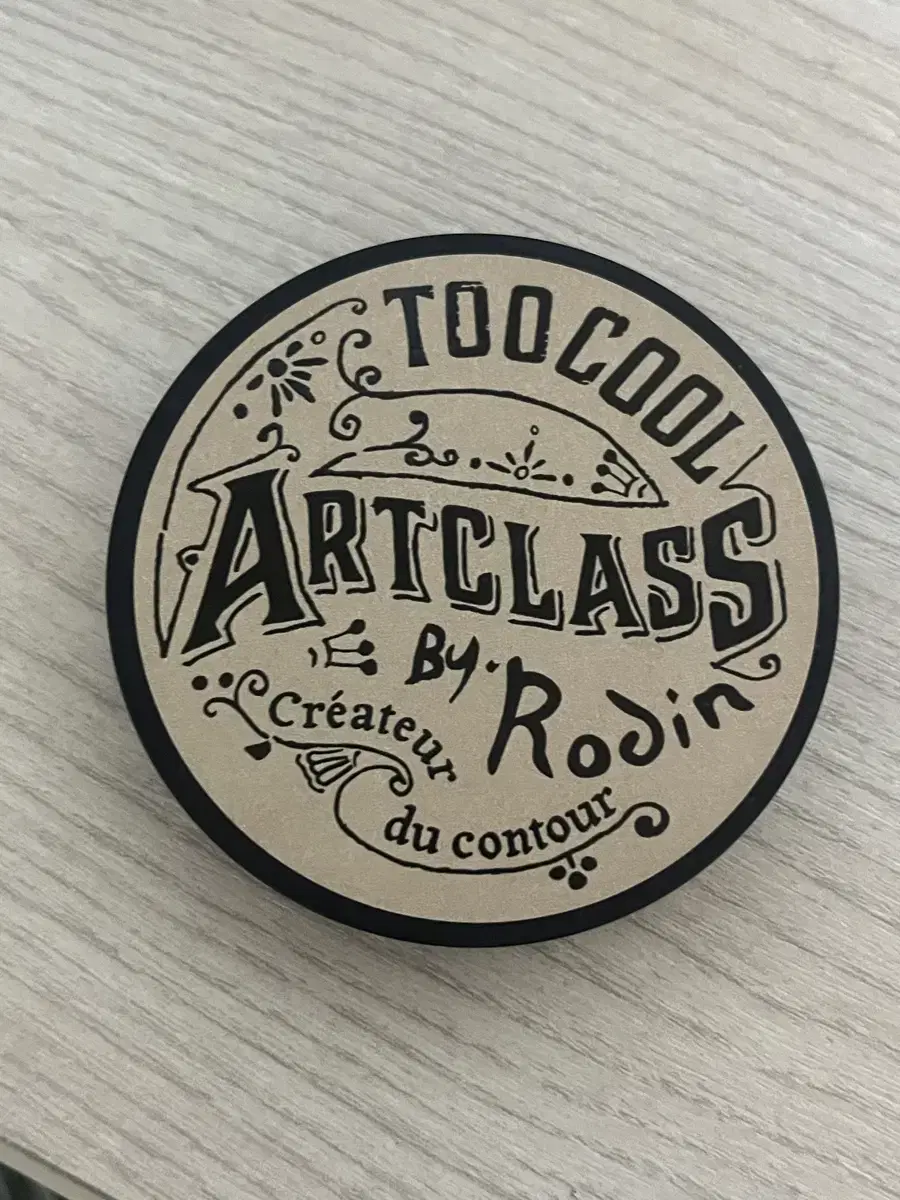 TOO COOL
ARTCLASS
By. Rodin
Créateur
du contour